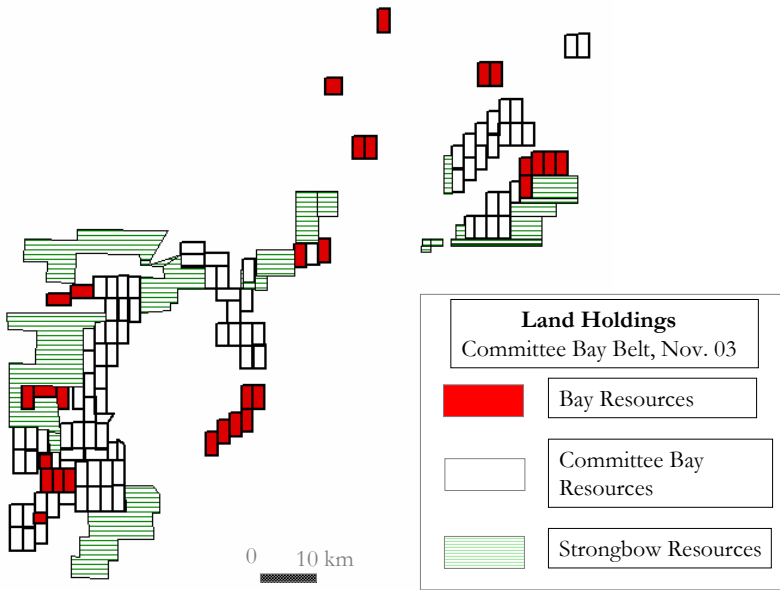 Land Holdings
Committee Bay Belt, Nov. 03
Bay Resources
Committee Bay
Resources
Strongbow Resources
0 10 km